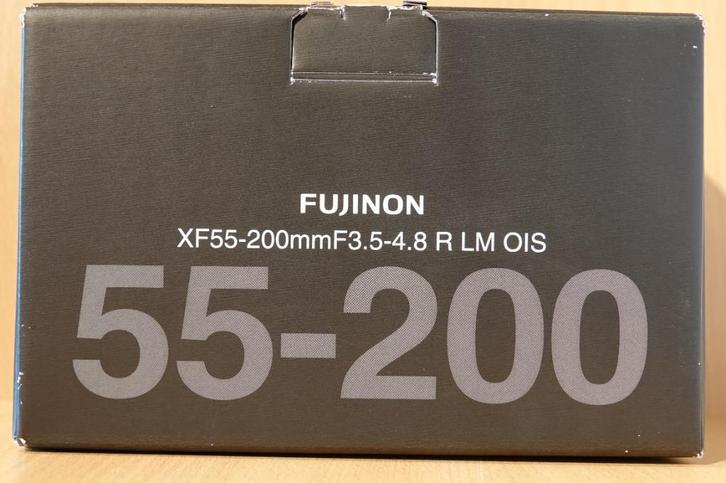 FUJINON
XF55-200mmF3.5-4.8 R LM OIS
55-200